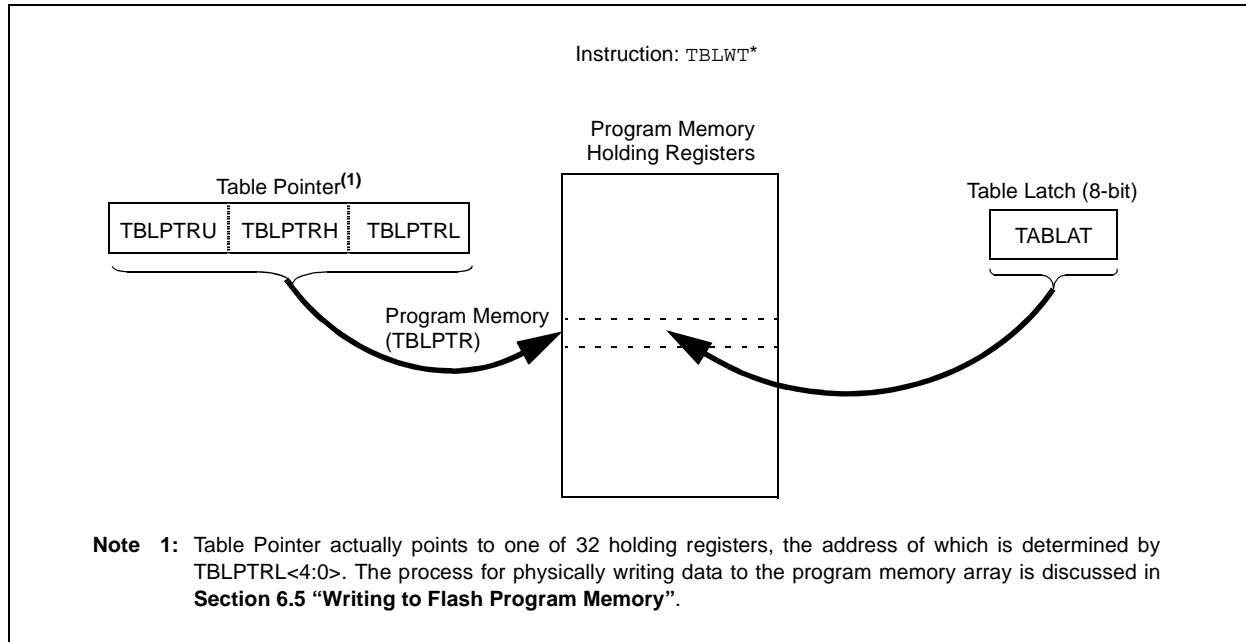 Instruction: TBLWT*
Program Memory
Holding Registers
Table Pointer(1)
Table Latch (8-bit)
TBLPTRU TBLPTRH TBLPTRL
TABLAT
Program Memory
(TBLPTR)
Note 1: Table Pointer actually points to one of 32 holding registers, the address of which is determined by
TBLPTRL<4:0>. The process for physically writing data to the program memory array is discussed in
Section 6.5 “Writing to Flash Program Memory”.